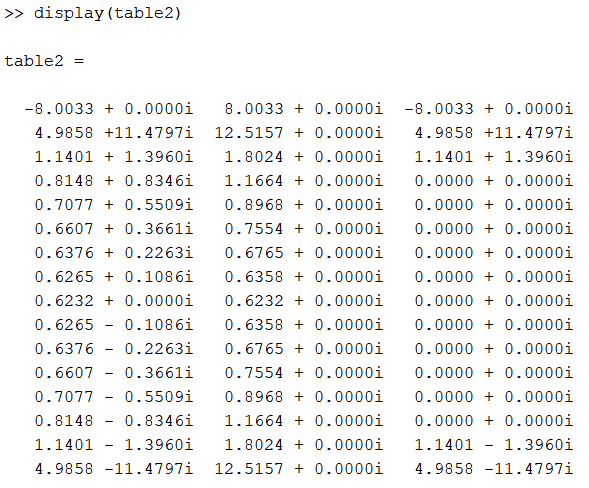 >> display(table2)
table2 =
-8.0033 + 0.0000i   8.0033 + 0.0000i  -8.0033 + 0.0000i
4.9858 +11.4797i  12.5157 + 0.0000i   4.9858 +11.4797i
1.1401 + 1.3960i   1.8024 + 0.0000i   1.1401 + 1.3960i
0.8148 + 0.8346i   1.1664 + 0.0000i   0.0000 + 0.0000i
0.7077 + 0.5509i   0.8968 + 0.0000i   0.0000 + 0.0000i
0.6607 + 0.3661i   0.7554 + 0.0000i   0.0000 + 0.0000i
0.6376 + 0.2263i   0.6765 + 0.0000i   0.0000 + 0.0000i
0.6265 + 0.1086i   0.6358 + 0.0000i   0.0000 + 0.0000i
0.6232 + 0.0000i   0.6232 + 0.0000i   0.0000 + 0.0000i
0.6265 - 0.1086i   0.6358 + 0.0000i   0.0000 + 0.0000i
0.6376 - 0.2263i   0.6765 + 0.0000i   0.0000 + 0.0000i
0.6607 - 0.3661i   0.7554 + 0.0000i   0.0000 + 0.0000i
0.7077 - 0.5509i   0.8968 + 0.0000i   0.0000 + 0.0000i
0.8148 - 0.8346i   1.1664 + 0.0000i   0.0000 + 0.0000i
1.1401 - 1.3960i   1.8024 + 0.0000i   1.1401 - 1.3960i
4.9858 -11.4797i  12.5157 + 0.0000i   4.9858 -11.4797i